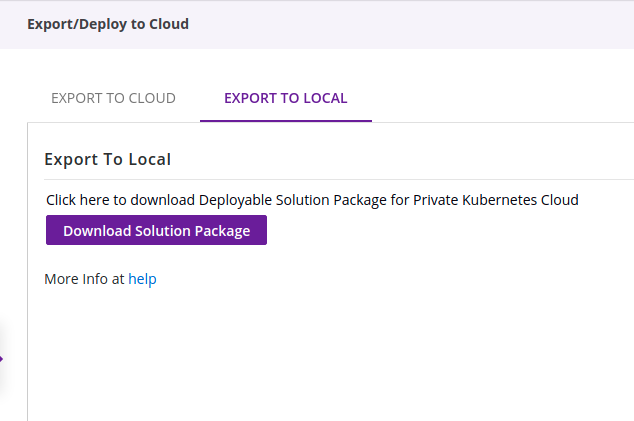 Export/Deploy to Cloud
EXPORT TO CLOUD
EXPORT TO LOCAL
Export To Local
Click here to download Deployable Solution Package for Private Kubernetes Cloud
Download Solution Package
More Info at help